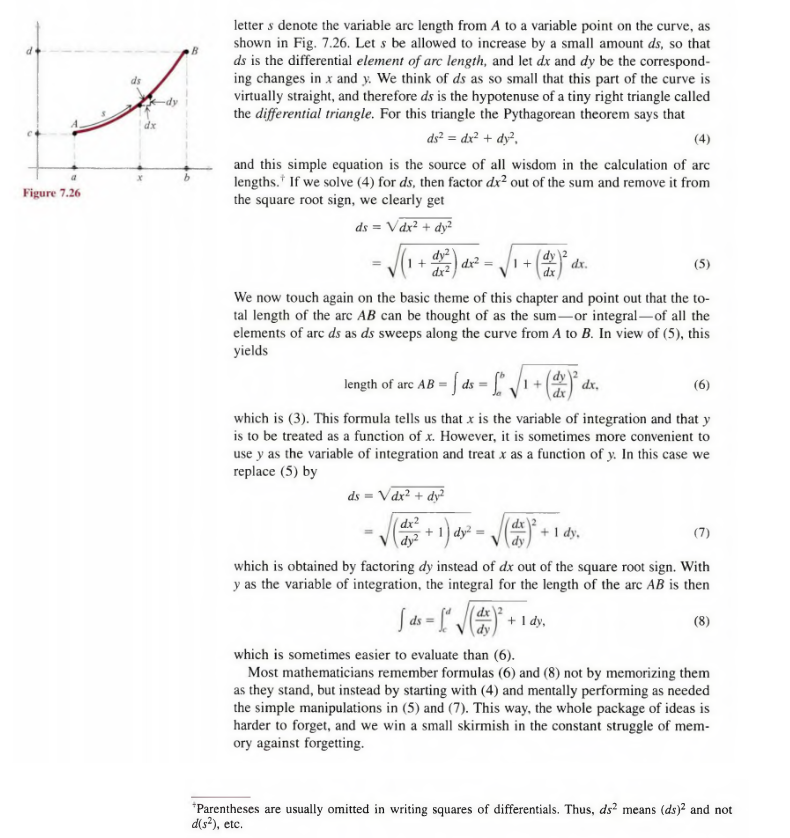 letter s denote the variable arc length from A to a variable point on the curve, as
shown in Fig. 7.26. Let s be allowed to increase by a small amount ds, so that
ds is the differential element of arc length, and let dx and dy be the correspond-
ing changes in x and y. We think of ds as so small that this part of the curve is
virtually straight, and therefore ds is the hypotenuse of a tiny right triangle called
the differential triangle. For this triangle the Pythagorean theorem says that
ds² = dx² + dy², (4)
and this simple equation is the source of all wisdom in the calculation of arc
lengths.† If we solve (4) for ds, then factor dx² out of the sum and remove it from
the square root sign, we clearly get
ds = √(dx² + dy²)
= √((1 + dy²/dx²) dx²) = √(1 + (dy/dx)²) dx. (5)
We now touch again on the basic theme of this chapter and point out that the to-
tal length of the arc AB can be thought of as the sum—or integral—of all the
elements of arc ds as ds sweeps along the curve from A to B. In view of (5), this
yields
length of arc AB = ∫ ds = ∫ₐᵇ √(1 + (dy/dx)²) dx, (6)
which is (3). This formula tells us that x is the variable of integration and that y
is to be treated as a function of x. However, it is sometimes more convenient to
use y as the variable of integration and treat x as a function of y. In this case we
replace (5) by
ds = √(dx² + dy²)
= √((dx²/dy² + 1) dy²) = √((dx/dy)² + 1) dy, (7)
which is obtained by factoring dy instead of dx out of the square root sign. With
y as the variable of integration, the integral for the length of the arc AB is then
∫ ds = ∫_c^d √((dx/dy)² + 1) dy, (8)
which is sometimes easier to evaluate than (6).
Most mathematicians remember formulas (6) and (8) not by memorizing them
as they stand, but instead by starting with (4) and mentally performing as needed
the simple manipulations in (5) and (7). This way, the whole package of ideas is
harder to forget, and we win a small skirmish in the constant struggle of mem-
ory against forgetting.
†Parentheses are usually omitted in writing squares of differentials. Thus, ds² means (ds)² and not
d(s²), etc.
d
B
ds
dy
s
A
dx
c
a
x
b
Figure 7.26